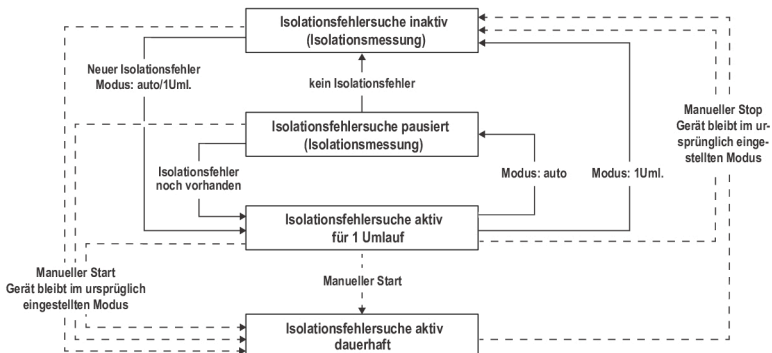 Isolationsfehlersuche inaktiv
(Isolationsmessung)
Neuer Isolationsfehler
Modus: auto/1Uml.
kein Isolationsfehler
Isolationsfehlersuche pausiert
(Isolationsmessung)
Manueller Stop
Gerät bleibt im ur-
sprünglich einge-
stellten Modus
Isolationsfehler
noch vorhanden
Modus: auto
Modus: 1Uml.
Isolationsfehlersuche aktiv
für 1 Umlauf
Manueller Start
Gerät bleibt im ursprüglich
eingestellten Modus
Manueller Start
Isolationsfehlersuche aktiv
dauerhaft